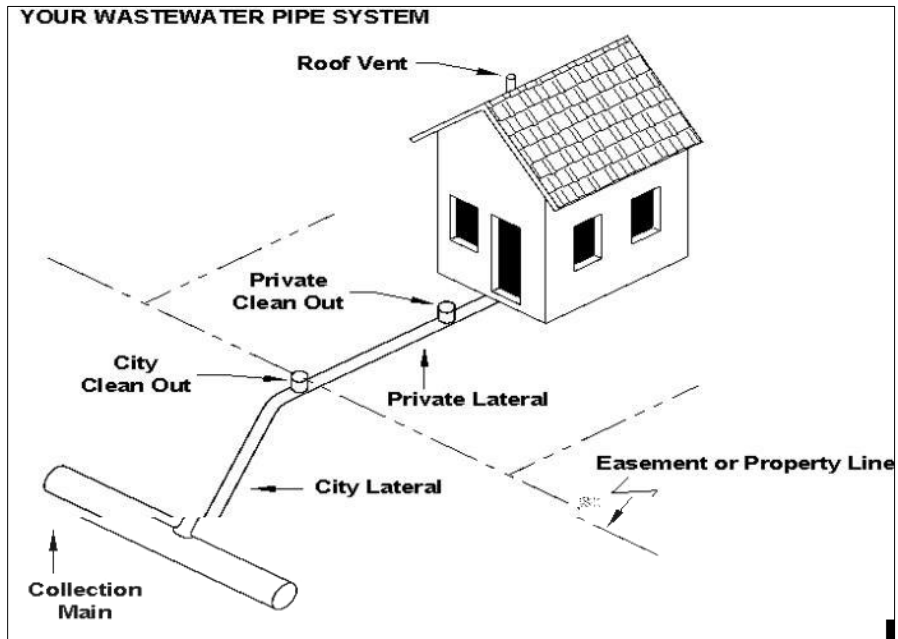 YOUR WASTEWATER PIPE SYSTEM
Roof Vent
Private
Clean Out
City
Clean Out
Private Lateral
Easement or Property Line
City Lateral
Collection
Main